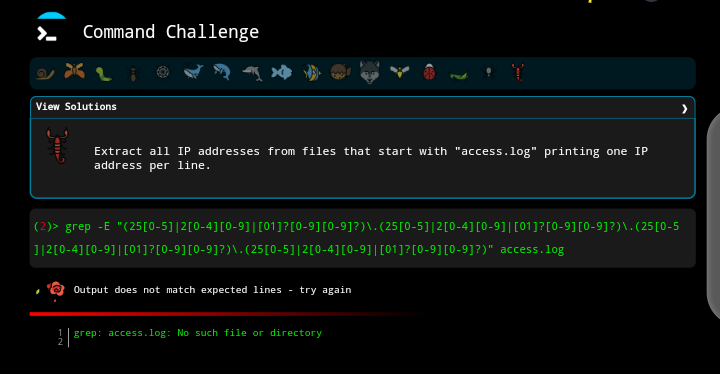 Command Challenge
View Solutions
Extract all IP addresses from files that start with "access.log" printing one IP
address per line.
(2)> grep -E "(25[0-5]|2[0-4][0-9]|[01]?[0-9][0-9]?)\.(25[0-5]|2[0-4][0-9]|[01]?[0-9][0-9]?)\.(25[0-5
]|2[0-4][0-9]|[01]?[0-9][0-9]?)\.(25[0-5]|2[0-4][0-9]|[01]?[0-9][0-9]?)" access.log
Output does not match expected lines - try again
1 grep: access.log: No such file or directory
2